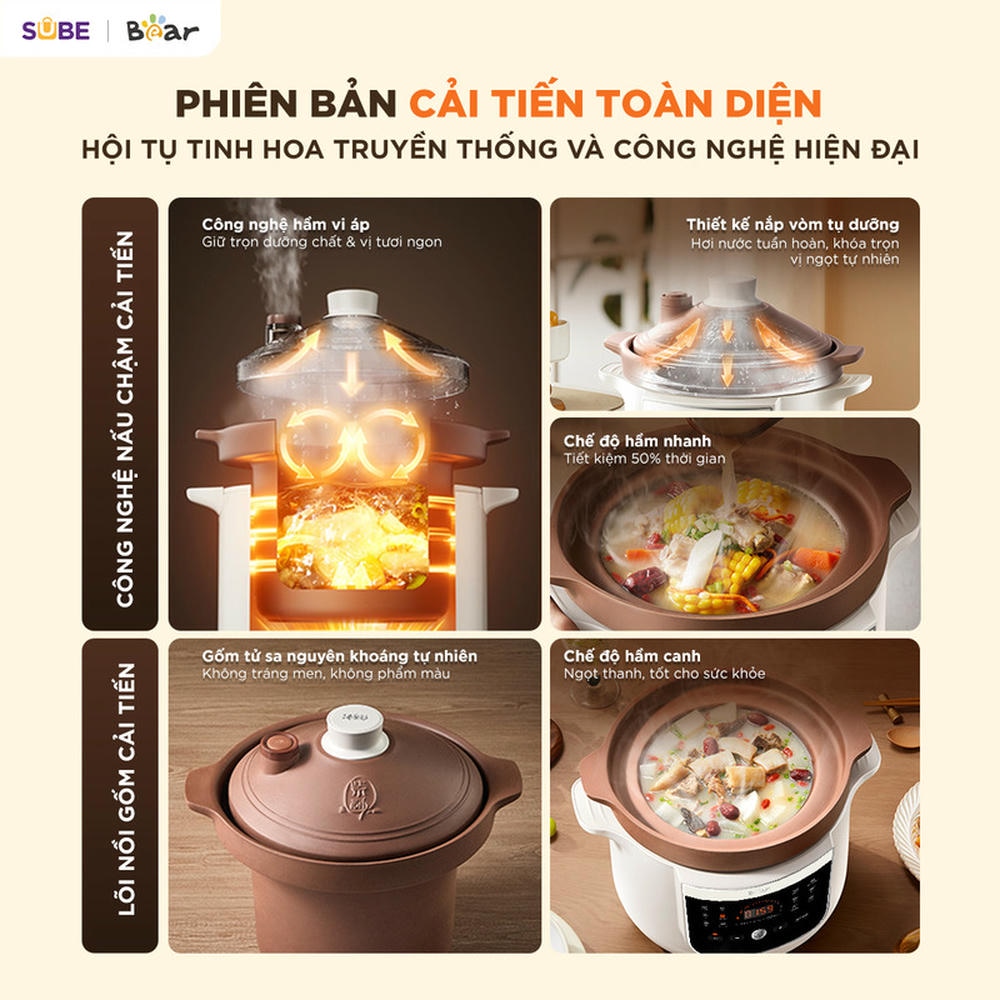 SUBE
Bear
PHIÊN BẢN CẢI TIẾN TOÀN DIỆN
HỘI TỤ TINH HOA TRUYỀN THỐNG VÀ CÔNG NGHỆ HIỆN ĐẠI
CÔNG NGHỆ NẤU CHẬM CẢI TIẾN
Công nghệ hầm vi áp
Giữ trọn dưỡng chất & vị tươi ngon
Thiết kế nắp vòm tụ dưỡng
Hơi nước tuần hoàn, khóa trọn
vị ngọt tự nhiên
Chế độ hầm nhanh
Tiết kiệm 50% thời gian
LÕI NỒI GỐM CẢI TIẾN
Gốm tử sa nguyên khoáng tự nhiên
Không tráng men, không phẩm màu
Chế độ hầm canh
Ngọt thanh, tốt cho sức khỏe
Bear